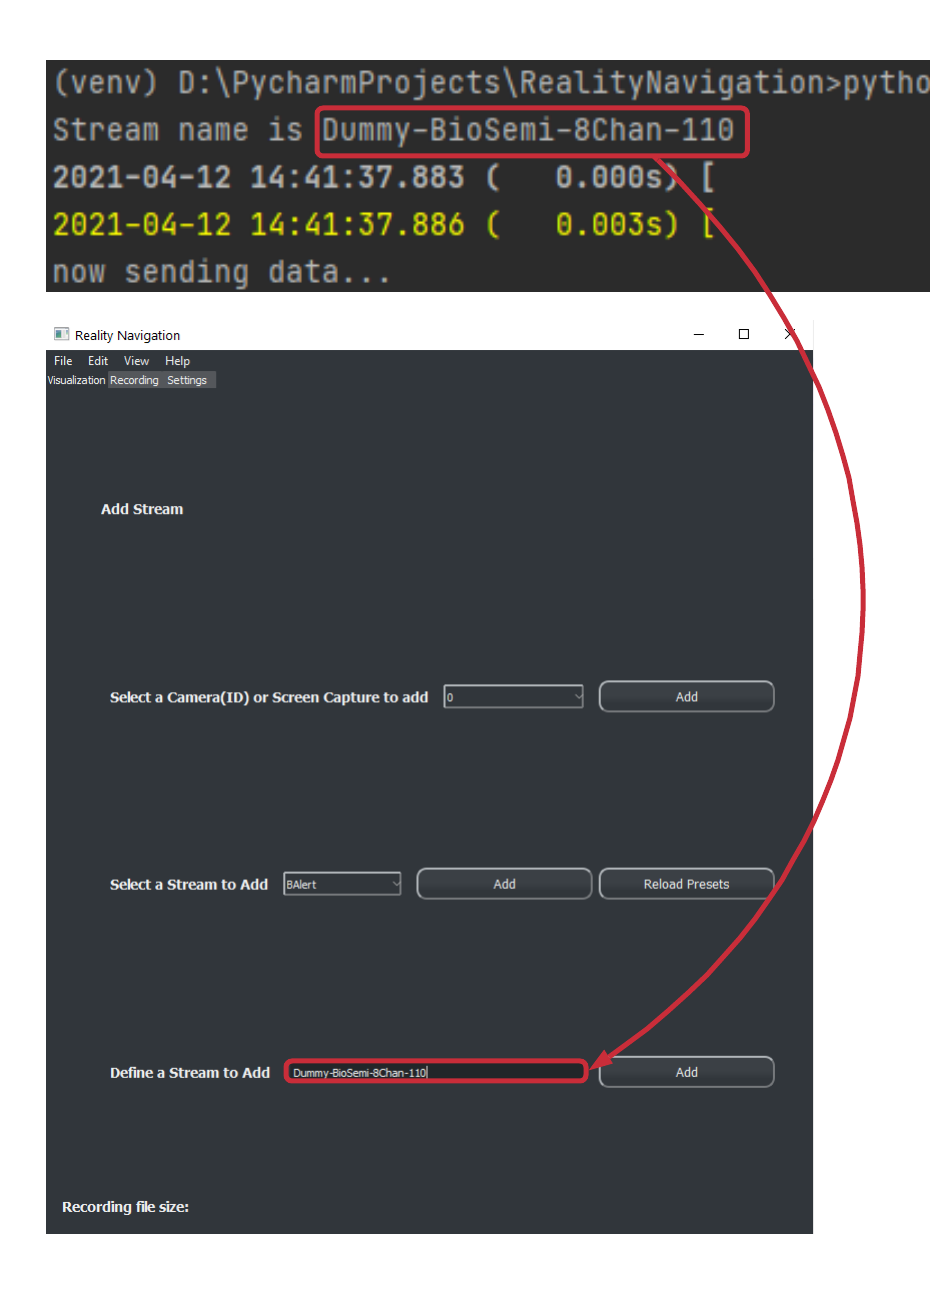 (venv) D:\PycharmProjects\RealityNavigation>pytho
Stream name is Dummy-BioSemi-8Chan-110
2021-04-12 14:41:37.883 (   0.000s) [
2021-04-12 14:41:37.886 (   0.003s) [
now sending data...
Reality Navigation
File Edit View Help
Visualization Recording Settings
Add Stream
Select a Camera(ID) or Screen Capture to add 0 Add
Select a Stream to Add BAlert Add Reload Presets
Define a Stream to Add Dummy-BioSemi-8Chan-110 Add
Recording file size: